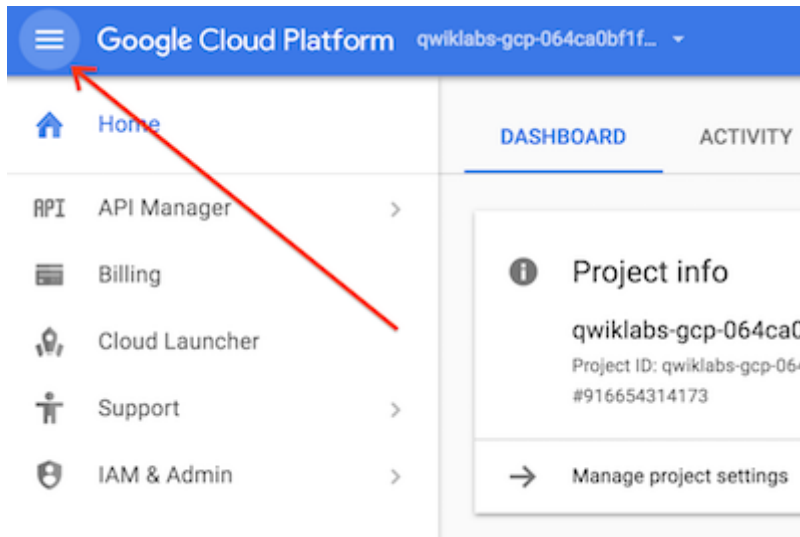 Google Cloud Platform qwiklabs-gcp-064ca0bf1f...
Home
DASHBOARD ACTIVITY
API API Manager
Billing
Cloud Launcher
Support
IAM & Admin
Project info
qwiklabs-gcp-064ca0
Project ID: qwiklabs-gcp-064
#916654314173
Manage project settings